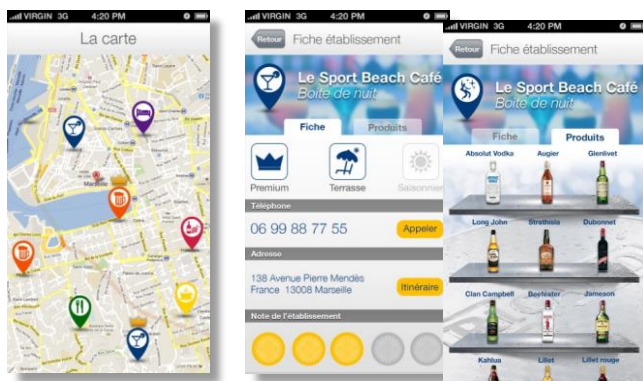 VIRGIN 3G 4:20 PM
La carte
Marseille
VIRGIN 3G 4:20 PM
Retour Fiche établissement
Le Sport Beach Café
Boite de nuit
Fiche Produits
Premium Terrasse Saisonnier
Téléphone
06 99 88 77 55 Appeler
Adresse
138 Avenue Pierre Mendès
France 13008 Marseille
Itinéraire
Note de l'établissement
VIRGIN 3G 4:20 PM
Retour Fiche établissement
Le Sport Beach Café
Boite de nuit
Fiche Produits
Absolut Vodka Augier Glenlivet
Long John Strathisla Dubonnet
Clan Campbell Beefeater Jameson
Kahlua Lillet Lillet rouge